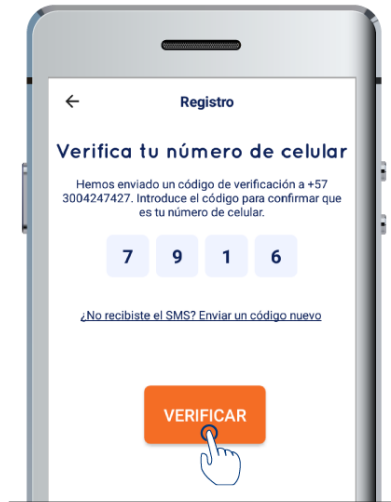 Registro
Verifica tu número de celular
Hemos enviado un código de verificación a +57
3004247427. Introduce el código para confirmar que
es tu número de celular.
7 9 1 6
¿No recibiste el SMS? Enviar un código nuevo
VERIFICAR